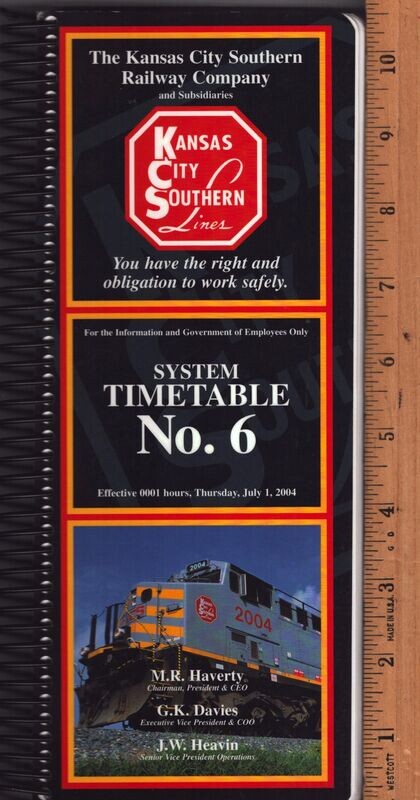 The Kansas City Southern
Railway Company
and Subsidiaries
KANSAS
CITY
SOUTHERN
Lines
You have the right and
obligation to work safely.
For the Information and Government of Employees Only
SYSTEM
TIMETABLE
No. 6
Effective 0001 hours, Thursday, July 1, 2004
2004
2004
M.R. Haverty
Chairman, President & CEO
G.K. Davies
Executive Vice President & COO
J.W. Heavin
Senior Vice President Operations
10
9
8
7
6
5
4
3
2
1
MADE IN U.S.A.
WESTCOTT